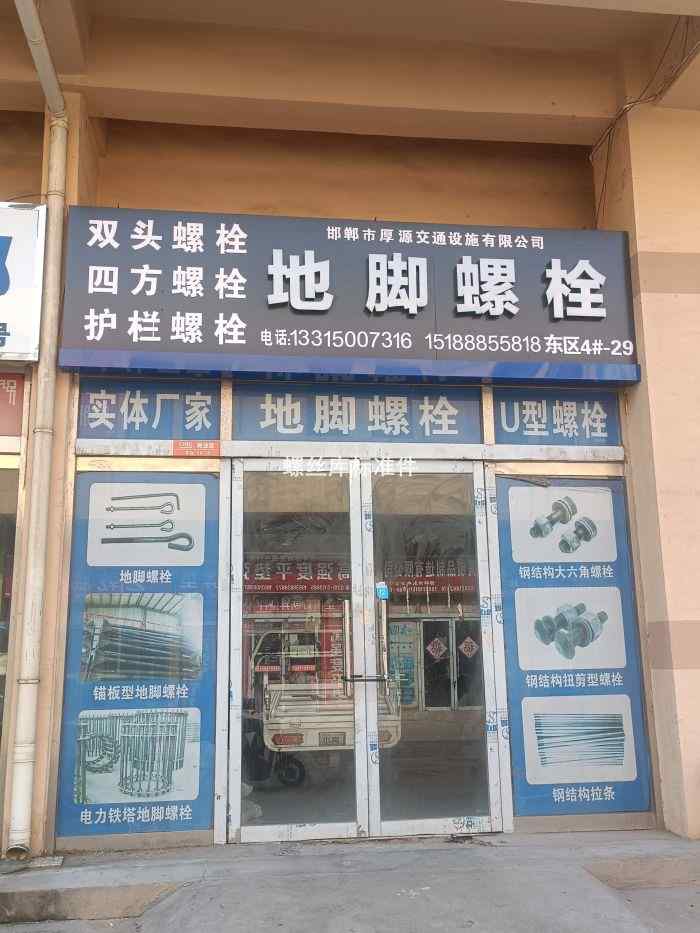 邯郸市厚源交通设施有限公司
双头螺栓
四方螺栓
护栏螺栓
地脚螺栓
电话:13315007316 15188855818 东区4#-29
实体厂家
地脚螺栓
U型螺栓
螺丝库标准件
地脚螺栓
锚板型地脚螺栓
电力铁塔地脚螺栓
钢结构大六角螺栓
钢结构扭剪型螺栓
钢结构拉条